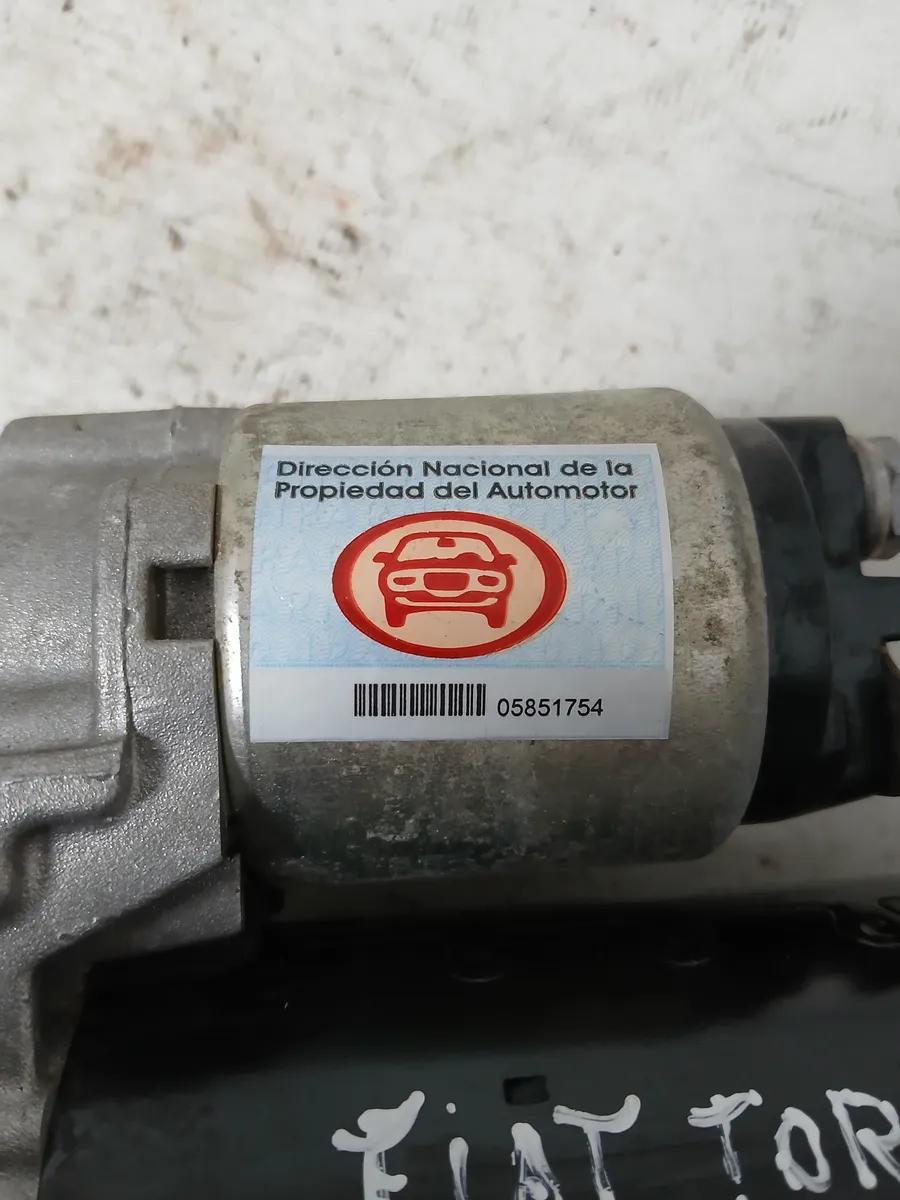 Dirección Nacional de la
Propiedad del Automotor
05851754
FiAT TOR